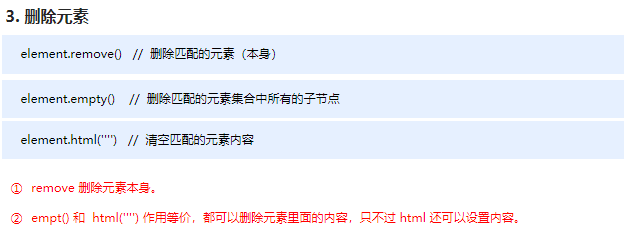 3. 删除元素
element.remove() // 删除匹配的元素（本身）
element.empty() // 删除匹配的元素集合中所有的子节点
element.html('''') // 清空匹配的元素内容
① remove 删除元素本身。
② empt() 和 html('''') 作用等价，都可以删除元素里面的内容，只不过 html 还可以设置内容。